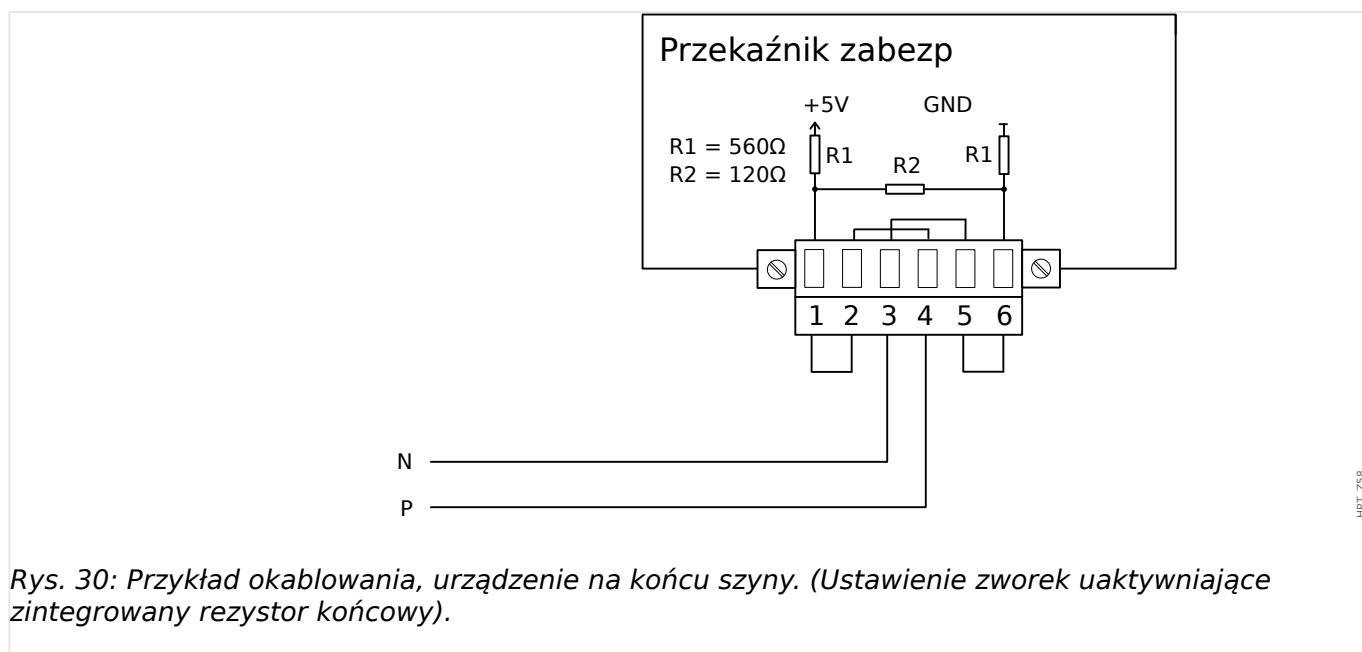 Przekaźnik zabezp
+5V GND
R1 = 560Ω
R1
R1
R2 = 120Ω
R2
1 2 3 4 5 6
N
P
HPT_Z58
Rys. 30: Przykład okablowania, urządzenie na końcu szyny. (Ustawienie zworek uaktywniające
zintegrowany rezystor końcowy).